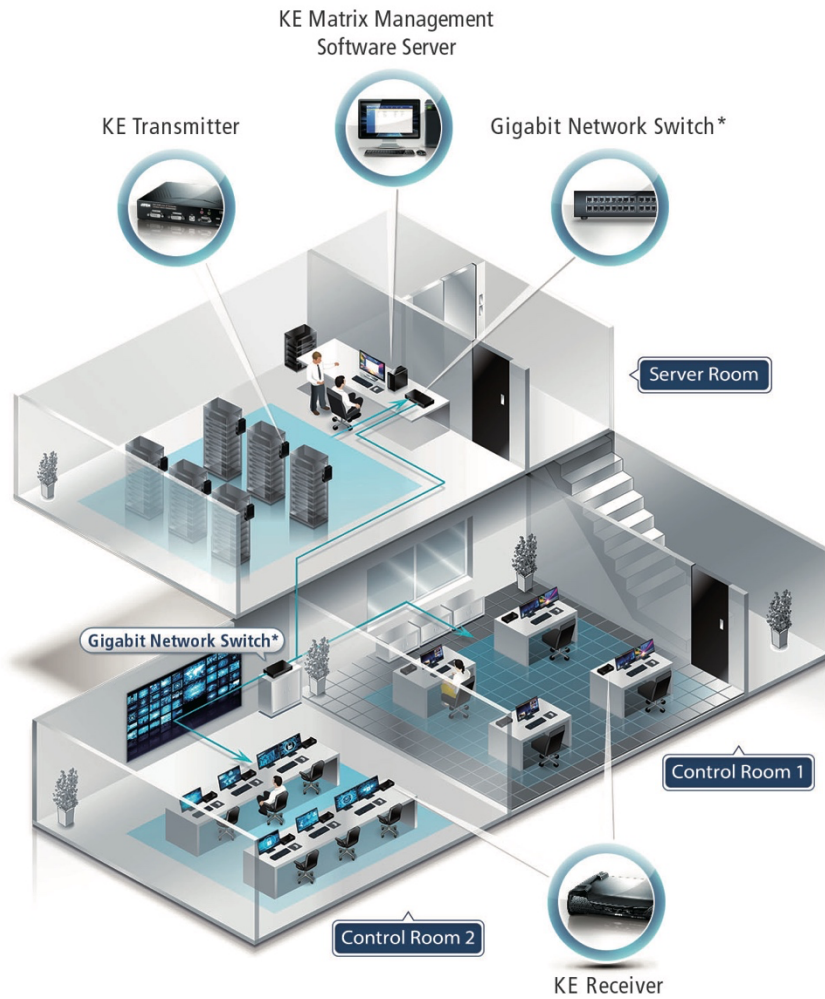 KE Matrix Management
Software Server
KE Transmitter
Gigabit Network Switch*
Server Room
Gigabit Network Switch*
Control Room 1
Control Room 2
KE Receiver